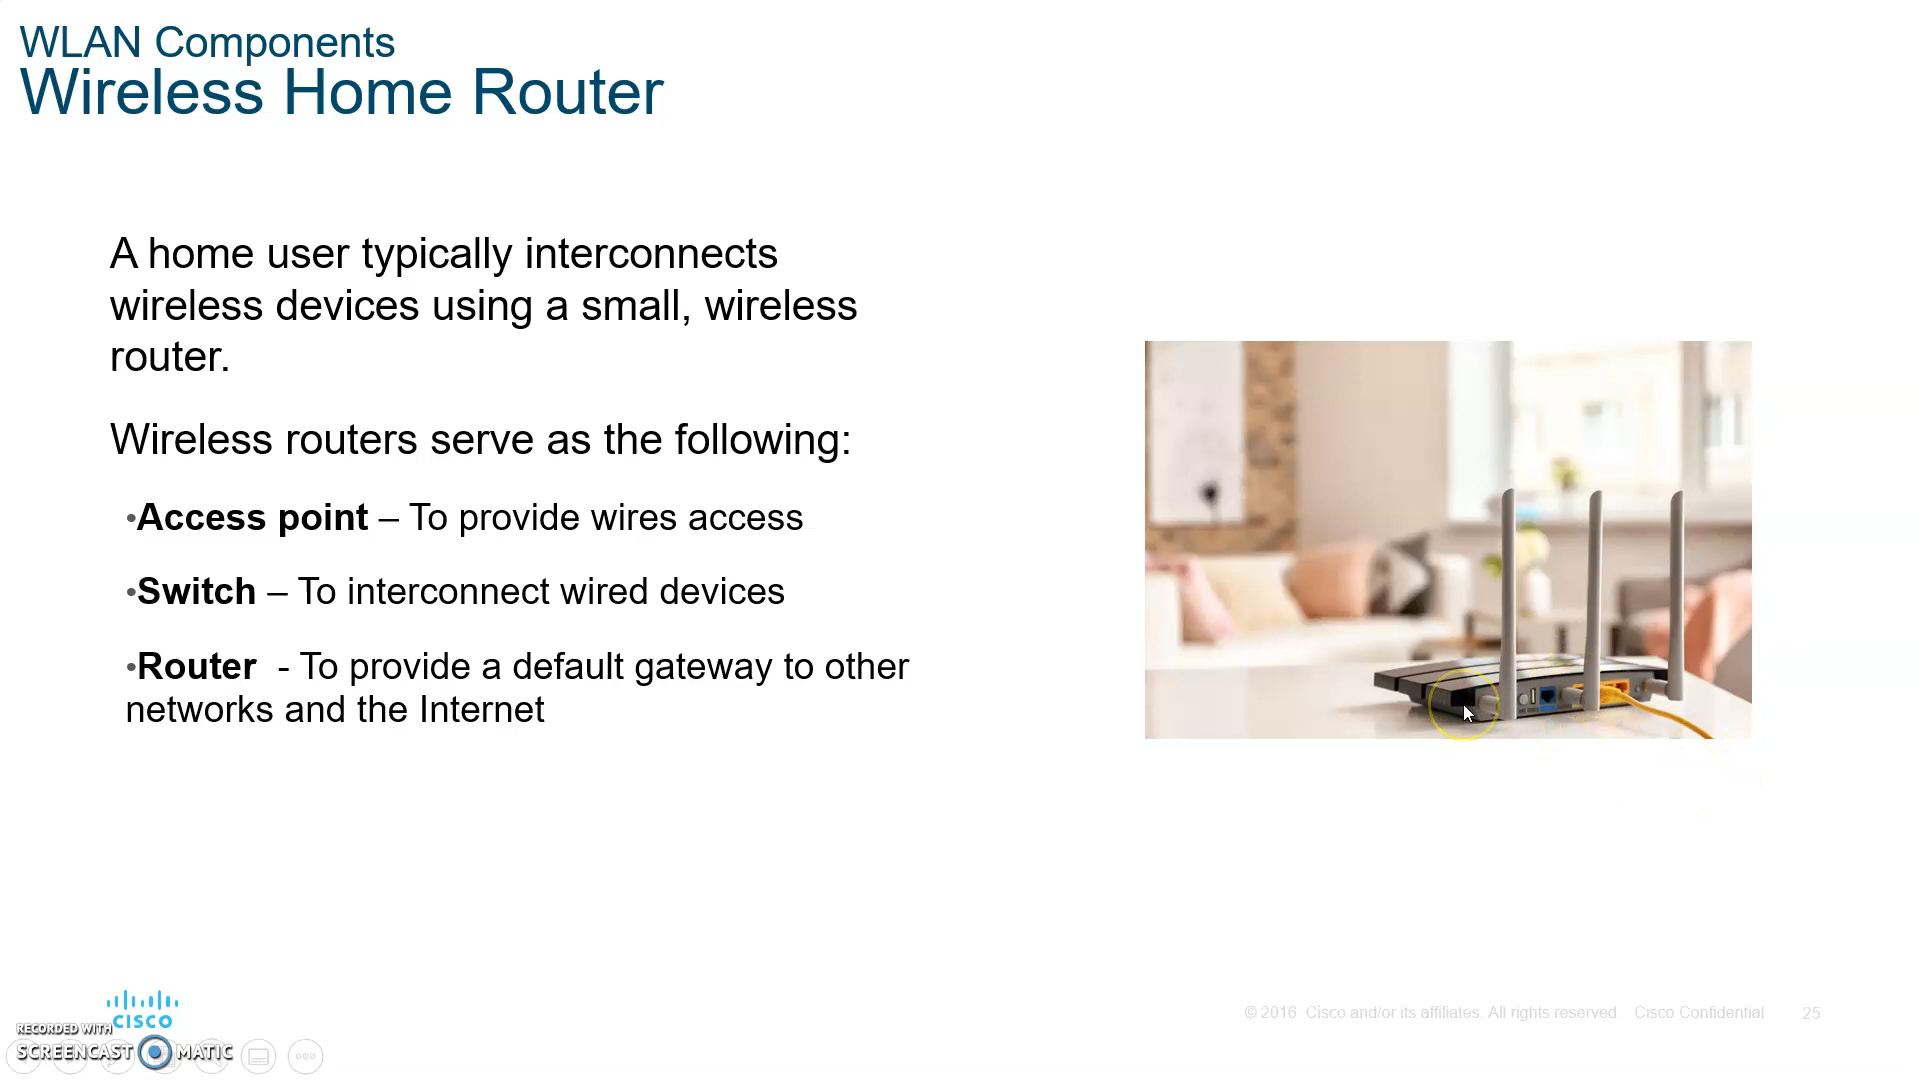 WLAN Components
Wireless Home Router
A home user typically interconnects
wireless devices using a small, wireless
router.
Wireless routers serve as the following:
•Access point – To provide wires access
•Switch – To interconnect wired devices
•Router  - To provide a default gateway to other
networks and the Internet
CISCO
RECORDED WITH
SCREENCAST MATIC
© 2016  Cisco and/or its affiliates. All rights reserved.   Cisco Confidential
25